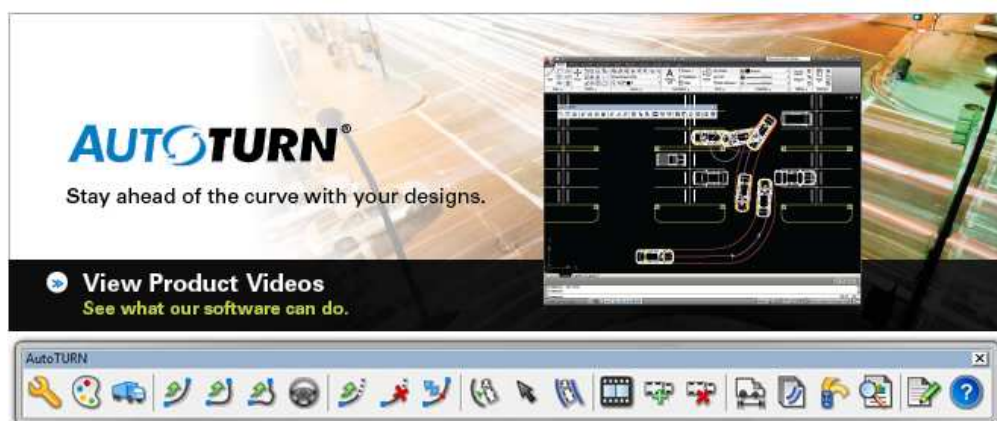 AUTOTURN®
Stay ahead of the curve with your designs.
View Product Videos
See what our software can do.
AutoTURN